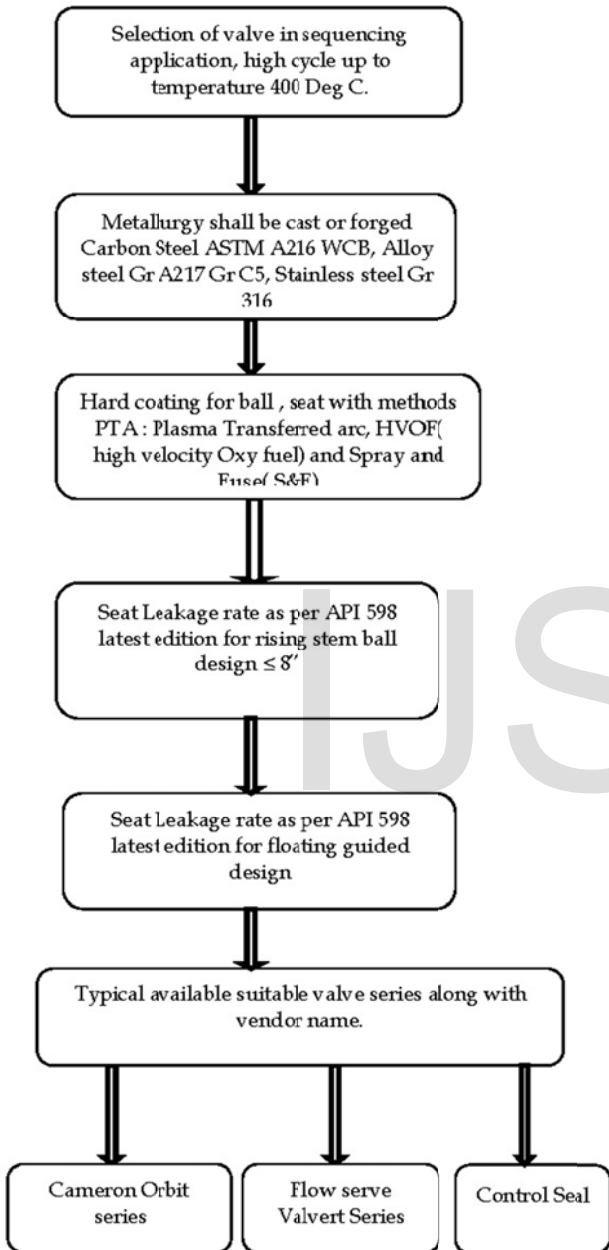 Selection of valve in sequencing
application, high cycle up to
temperature 400 Deg C.
Metallurgy shall be cast or forged
Carbon Steel ASTM A216 WCB, Alloy
steel Gr A217 Gr C5, Stainless steel Gr
316
Hard coating for ball , seat with methods
PTA : Plasma Transferred arc, HVOF(
high velocity Oxy fuel) and Spray and
Fuse( S&F)
Seat Leakage rate as per API 598
latest edition for rising stem ball
design ≤ 8”
IJS
Seat Leakage rate as per API 598
latest edition for floating guided
design
Typical available suitable valve series along with
vendor name.
Cameron Orbit
series
Flow serve
Valvert Series
Control Seal